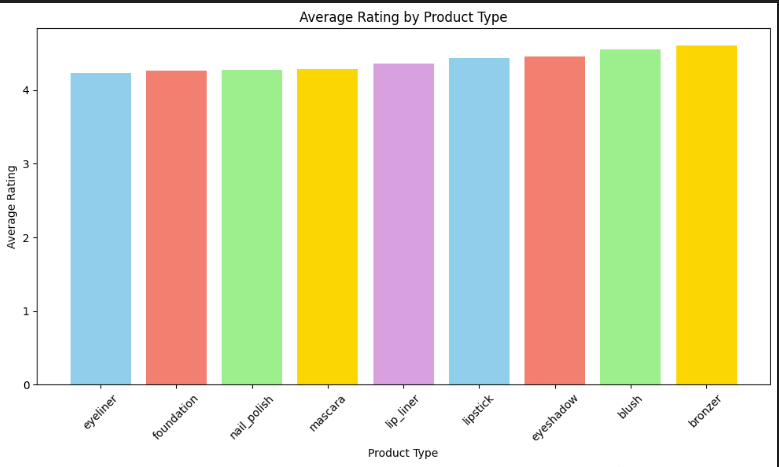 Average Rating by Product Type
Average Rating
4
3
2
1
0
eyeliner
foundation
nail_polish
mascara
lip_liner
lipstick
eyeshadow
blush
bronzer
Product Type